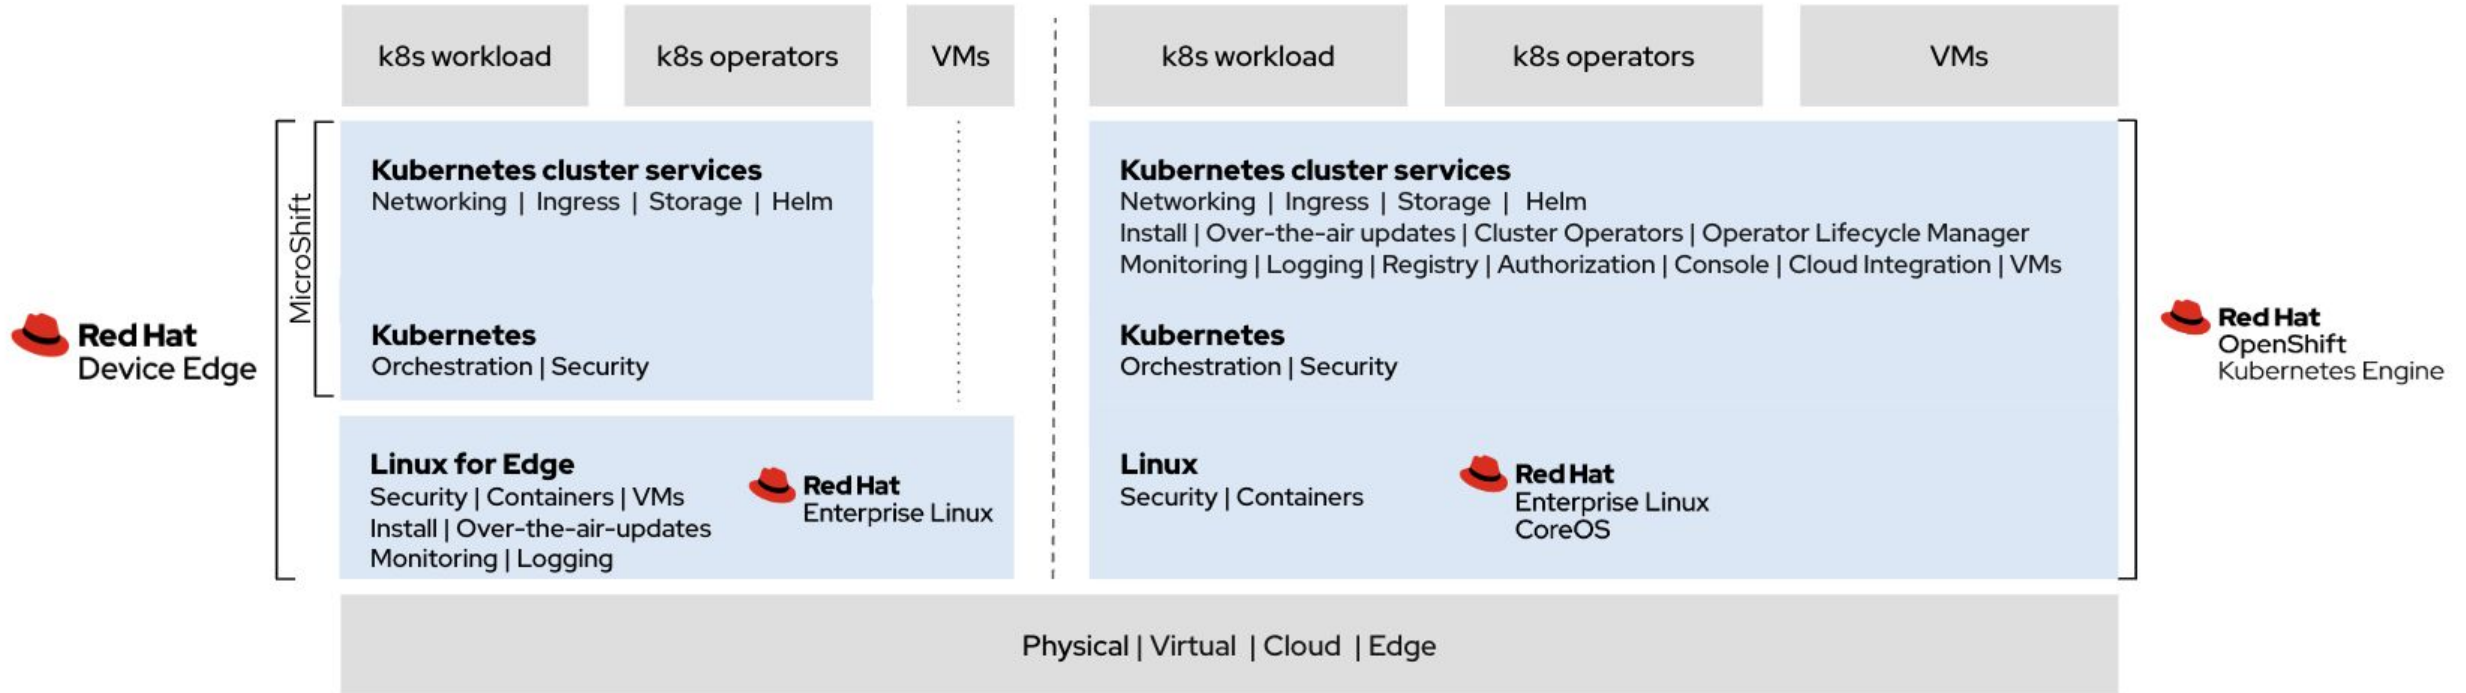 k8s workload
k8s operators
VMs
k8s workload
k8s operators
VMs
Red Hat
Device Edge
MicroShift
Kubernetes cluster services
Networking | Ingress | Storage | Helm
Kubernetes
Orchestration | Security
Linux for Edge
Security | Containers | VMs
Install | Over-the-air-updates
Monitoring | Logging
Red Hat
Enterprise Linux
Kubernetes cluster services
Networking | Ingress | Storage | Helm
Install | Over-the-air updates | Cluster Operators | Operator Lifecycle Manager
Monitoring | Logging | Registry | Authorization | Console | Cloud Integration | VMs
Kubernetes
Orchestration | Security
Linux
Security | Containers
Red Hat
Enterprise Linux
CoreOS
Red Hat
OpenShift
Kubernetes Engine
Physical | Virtual | Cloud | Edge